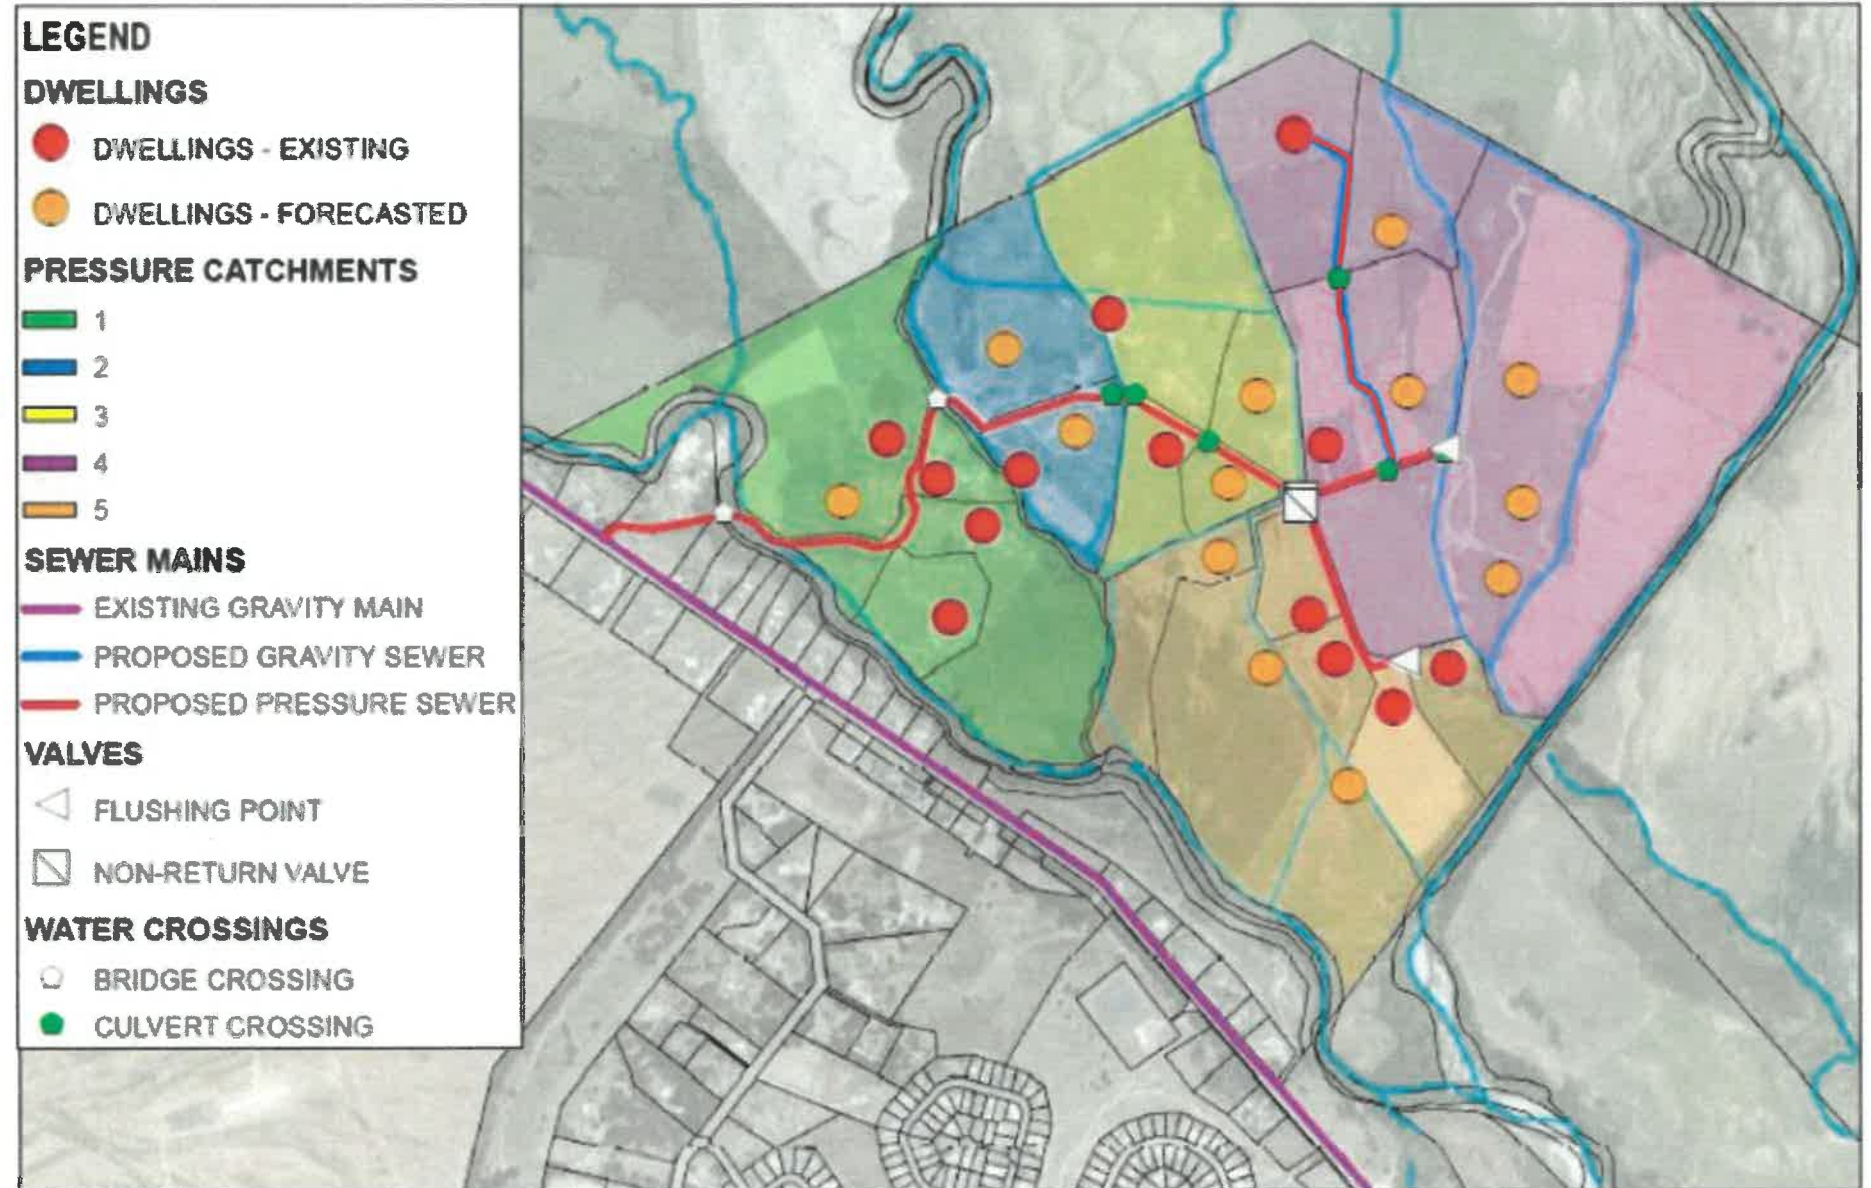 LEGEND
DWELLINGS
DWELLINGS - EXISTING
DWELLINGS - FORECASTED
PRESSURE CATCHMENTS
1
2
3
4
5
SEWER MAINS
EXISTING GRAVITY MAIN
PROPOSED GRAVITY SEWER
PROPOSED PRESSURE SEWER
VALVES
FLUSHING POINT
NON-RETURN VALVE
WATER CROSSINGS
BRIDGE CROSSING
CULVERT CROSSING